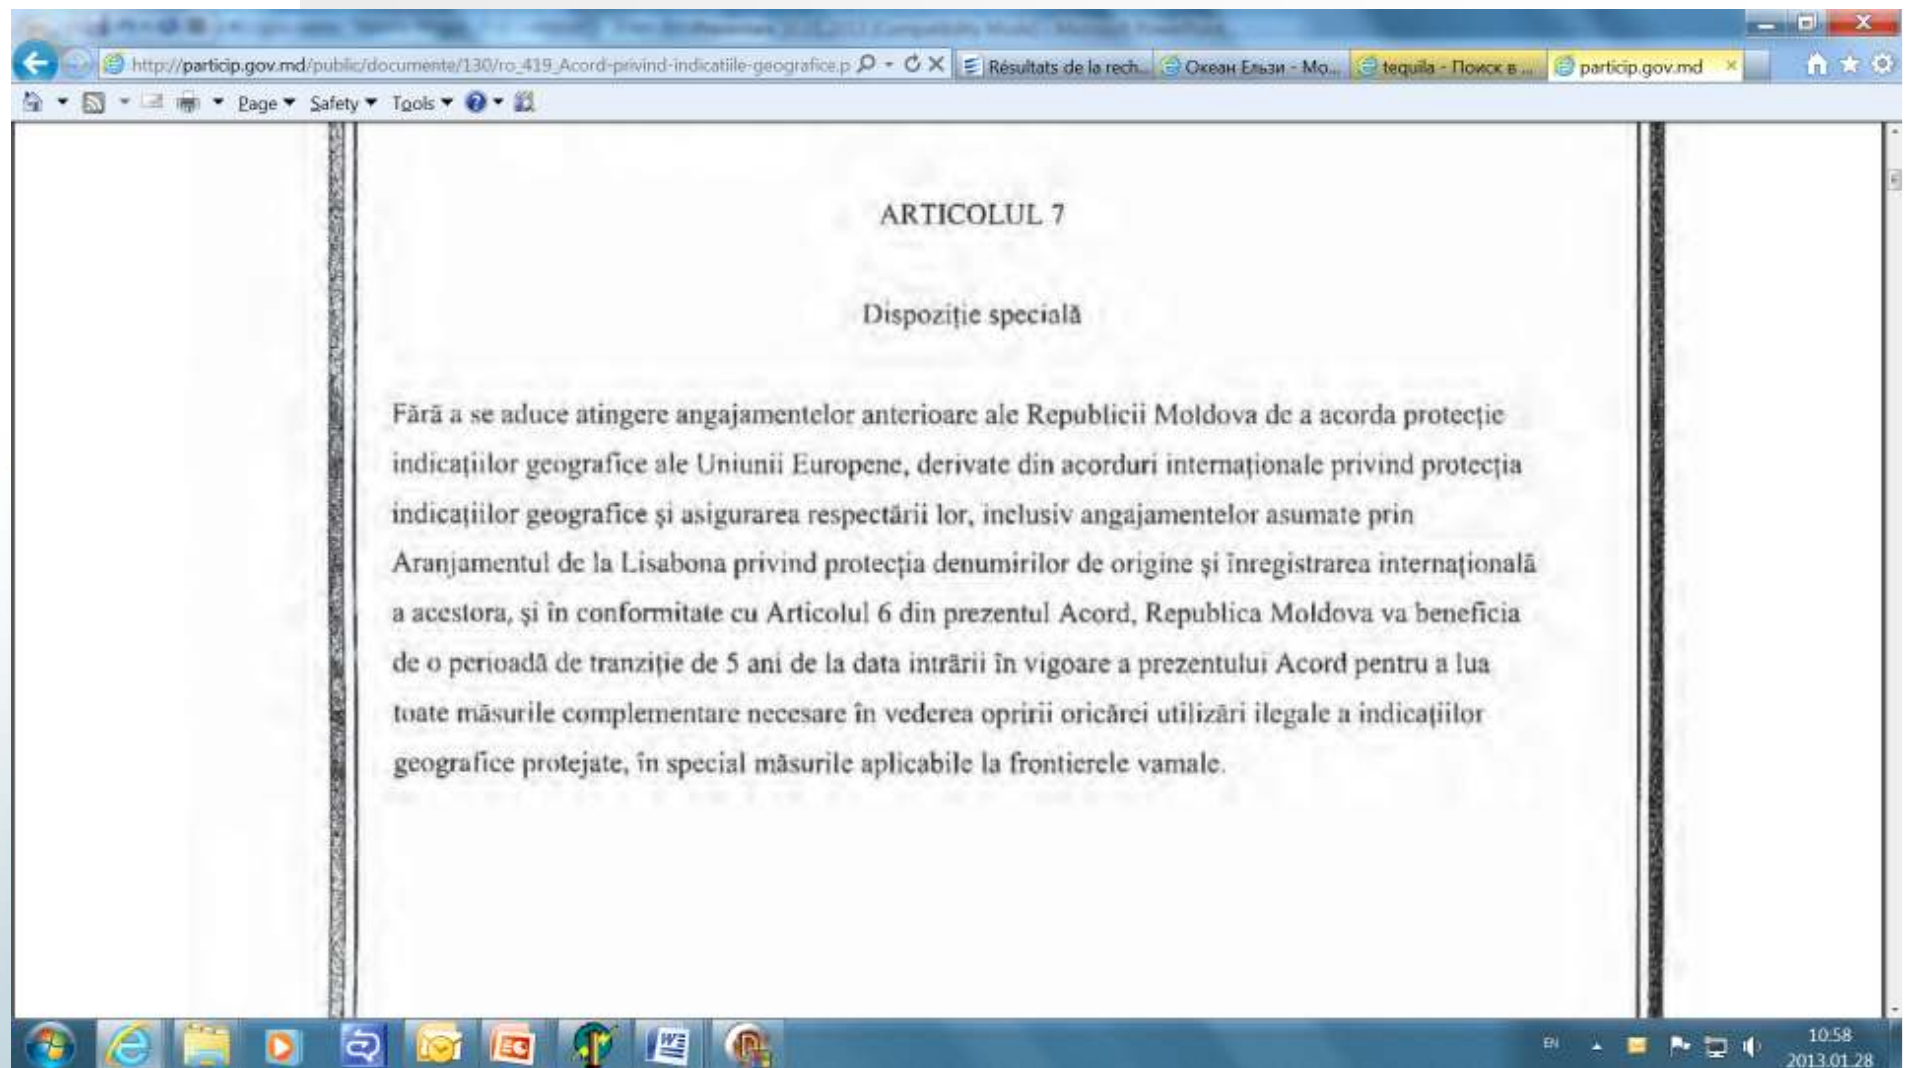 http://particip.gov.md/public/documente/130/ro_419_Acord-privind-indicatiile-geografice.p
Résultats de la rech...
Океан Ельзи - Mo...
tequila - Поиск в ...
particip.gov.md
Page Safety Tools
ARTICOLUL 7
Dispoziție specială
Fără a se aduce atingere angajamentelor anterioare ale Republicii Moldova de a acorda protecție
indicațiilor geografice ale Uniunii Europene, derivate din acorduri internaționale privind protecția
indicațiilor geografice și asigurarea respectării lor, inclusiv angajamentelor asumate prin
Aranjamentul de la Lisabona privind protecția denumirilor de origine și înregistrarea internațională
a acestora, și în conformitate cu Articolul 6 din prezentul Acord, Republica Moldova va beneficia
de o perioadă de tranziție de 5 ani de la data intrării în vigoare a prezentului Acord pentru a lua
toate măsurile complementare necesare în vederea opririi oricărei utilizări ilegale a indicațiilor
geografice protejate, în special măsurile aplicabile la frontierele vamale.
EN
10:58
2013.01.28